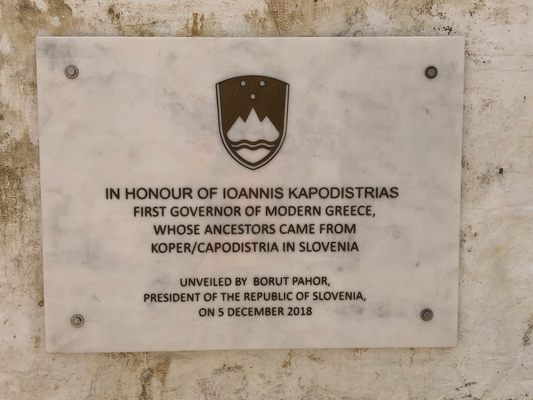 IN HONOUR OF IOANNIS KAPODISTRIAS
FIRST GOVERNOR OF MODERN GREECE,
WHOSE ANCESTORS CAME FROM
KOPER/CAPODISTRIA IN SLOVENIA
UNVEILED BY BORUT PAHOR,
PRESIDENT OF THE REPUBLIC OF SLOVENIA,
ON 5 DECEMBER 2018